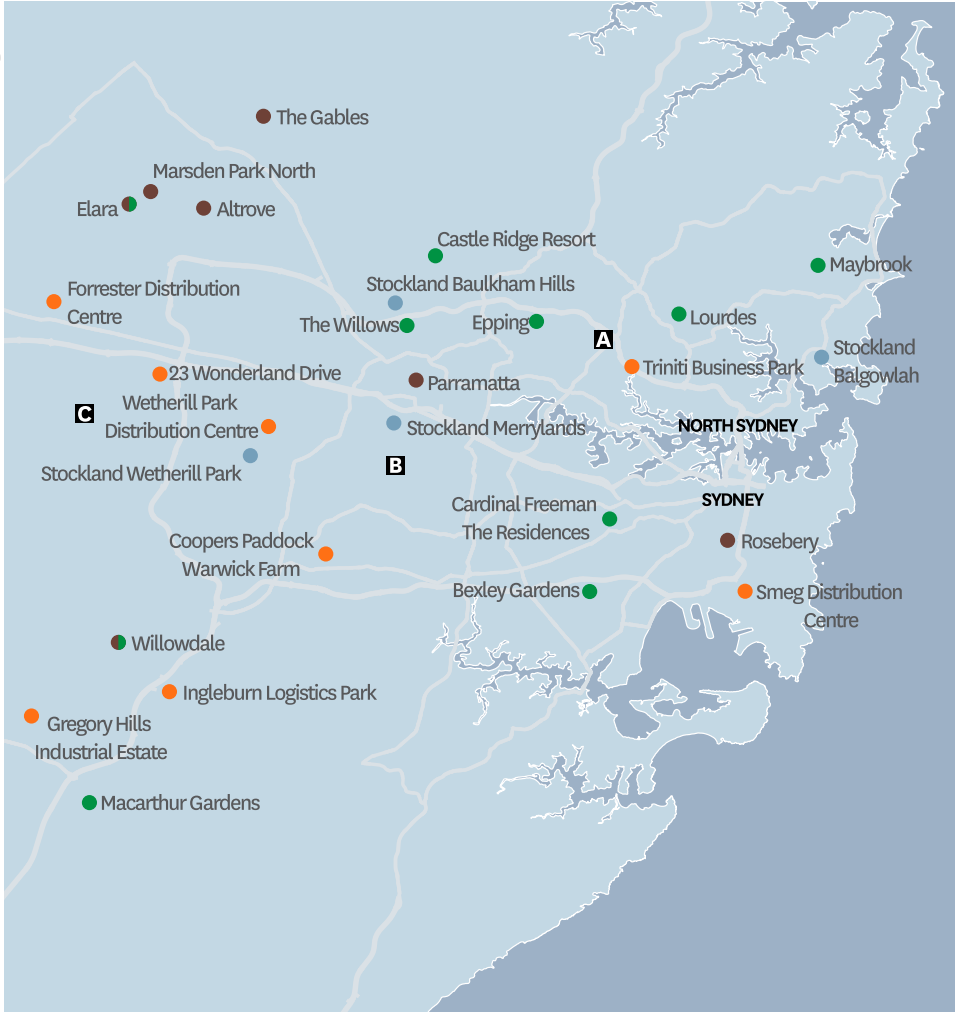 The Gables
Marsden Park North
Elara
Altrove
Castle Ridge Resort
Maybrook
Stockland Baulkham Hills
Forrester Distribution
Centre
The Willows
Epping
Lourdes
A
Stockland
Balgowlah
Triniti Business Park
23 Wonderland Drive
Parramatta
Wetherill Park
Distribution Centre
C
Stockland Merrylands
NORTH SYDNEY
B
Stockland Wetherill Park
SYDNEY
Cardinal Freeman
The Residences
Coopers Paddock
Warwick Farm
Rosebery
Bexley Gardens
Smeg Distribution
Centre
Willowdale
Ingleburn Logistics Park
Gregory Hills
Industrial Estate
Macarthur Gardens